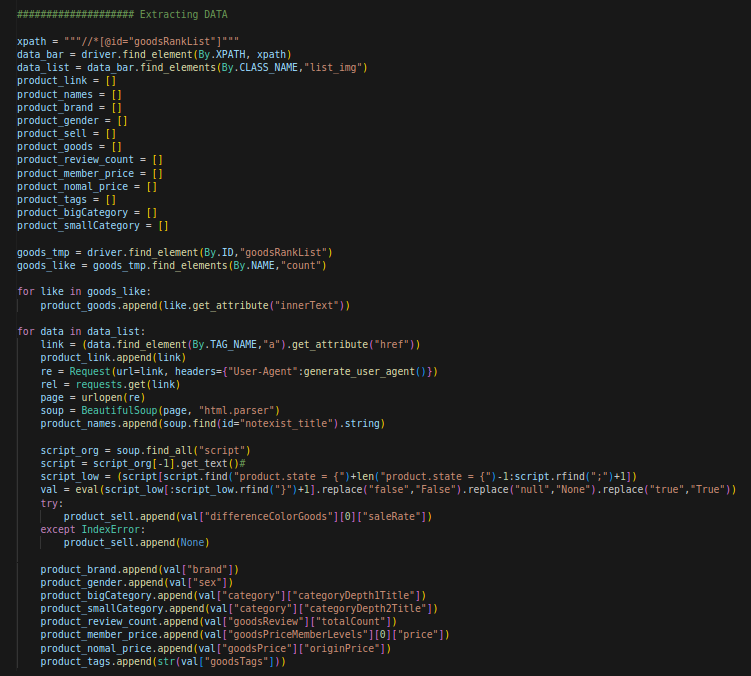 #################### Extracting DATA
xpath = """//*[@id="goodsRankList"]"""
data_bar = driver.find_element(By.XPATH, xpath)
data_list = data_bar.find_elements(By.CLASS_NAME,"list_img")
product_link = []
product_names = []
product_brand = []
product_gender = []
product_sell = []
product_goods = []
product_review_count = []
product_member_price = []
product_nomal_price = []
product_tags = []
product_bigCategory = []
product_smallCategory = []
goods_tmp = driver.find_element(By.ID,"goodsRankList")
goods_like = goods_tmp.find_elements(By.NAME,"count")
for like in goods_like:
    product_goods.append(like.get_attribute("innerText"))
for data in data_list:
    link = (data.find_element(By.TAG_NAME,"a").get_attribute("href"))
    product_link.append(link)
    re = Request(url=link, headers={"User-Agent":generate_user_agent()})
    rel = requests.get(link)
    page = urlopen(re)
    soup = BeautifulSoup(page, "html.parser")
    product_names.append(soup.find(id="notexist_title").string)
    script_org = soup.find_all("script")
    script = script_org[-1].get_text()#
    script_low = (script[script.find("product.state = {")+len("product.state = {")-1:script.rfind(";")+1])
    val = eval(script_low[:script_low.rfind("}")+1].replace("false","False").replace("null","None").replace("true","True"))
    try:
        product_sell.append(val["differenceColorGoods"][0]["saleRate"])
    except IndexError:
        product_sell.append(None)
    product_brand.append(val["brand"])
    product_gender.append(val["sex"])
    product_bigCategory.append(val["category"]["categoryDepth1Title"])
    product_smallCategory.append(val["category"]["categoryDepth2Title"])
    product_review_count.append(val["goodsReview"]["totalCount"])
    product_member_price.append(val["goodsPriceMemberLevels"][0]["price"])
    product_nomal_price.append(val["goodsPrice"]["originPrice"])
    product_tags.append(str(val["goodsTags"]))